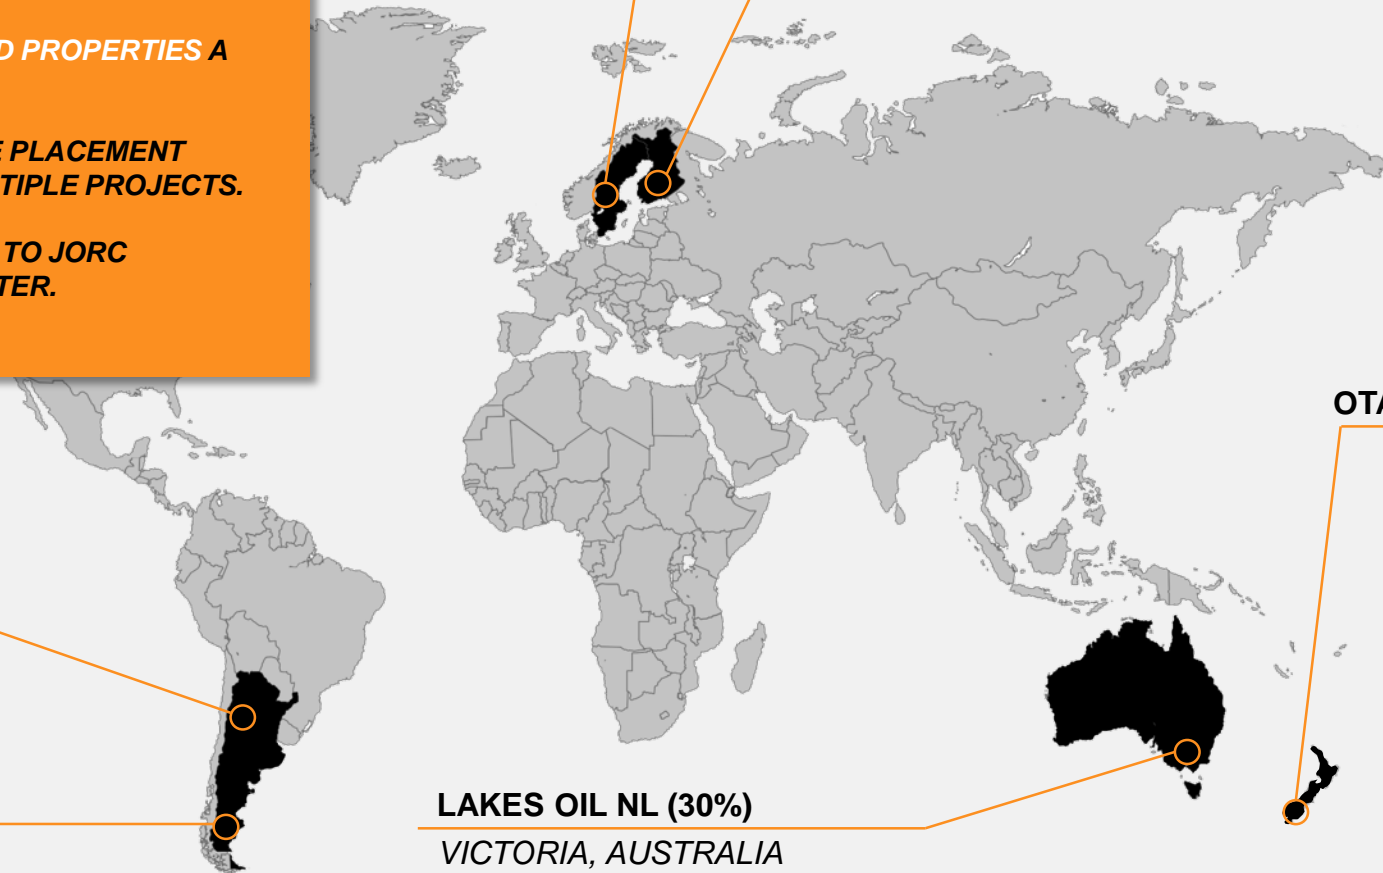 D PROPERTIES A
E PLACEMENT
TIPLE PROJECTS.
TO JORC
TER.
OTA
LAKES OIL NL (30%)
VICTORIA, AUSTRALIA